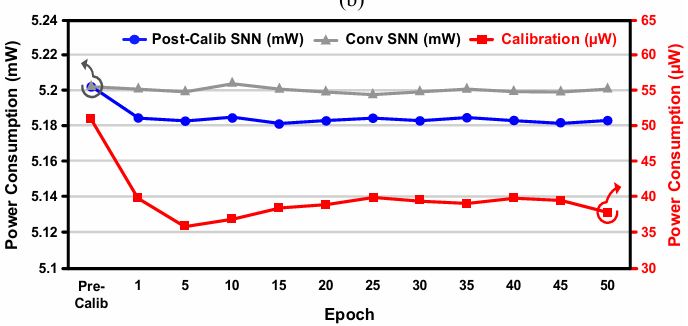 (b)
Post-Calib SNN (mW) Conv SNN (mW) Calibration (µW)
5.24
5.22
5.2
5.18
5.16
5.14
5.12
5.1
Power Consumption (mW)
65
60
55
50
45
40
35
30
Power Consumption (µW)
Pre-Calib 1 5 10 15 20 25 30 35 40 45 50
Epoch